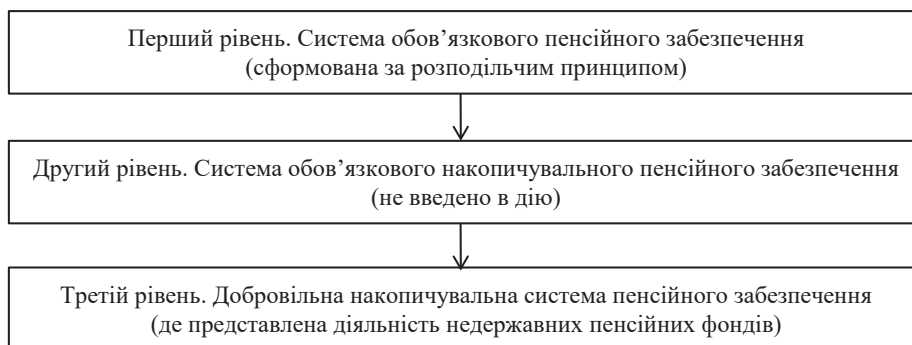 Перший рівень. Система обов’язкового пенсійного забезпечення
(сформована за розподільчим принципом)
Другий рівень. Система обов’язкового накопичувального пенсійного забезпечення
(не введено в дію)
Третій рівень. Добровільна накопичувальна система пенсійного забезпечення
(де представлена діяльність недержавних пенсійних фондів)